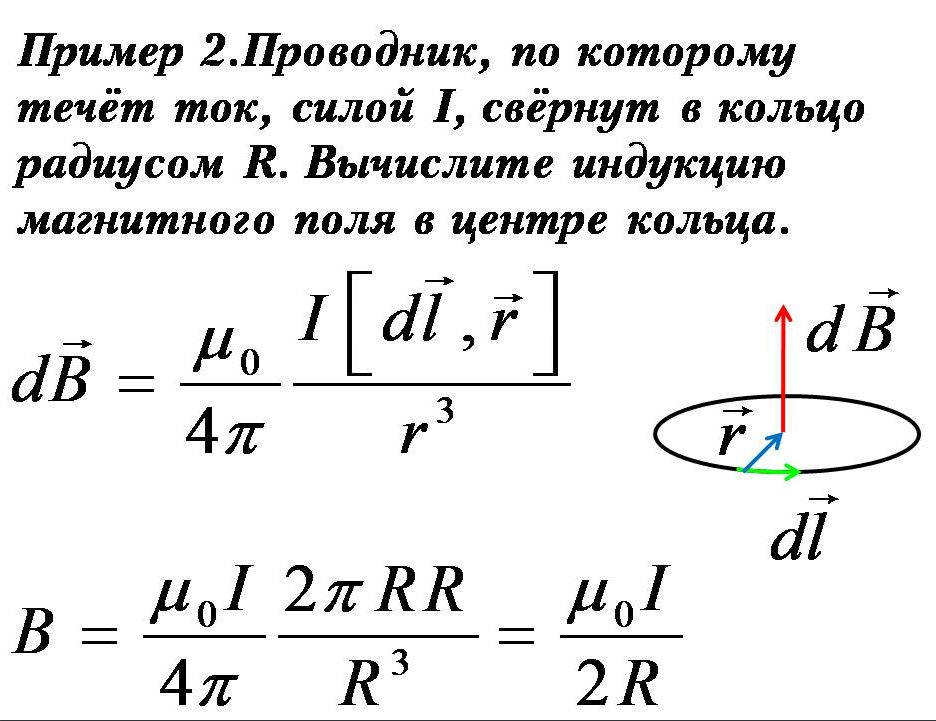 Пример 2.Проводник, по которому
течёт ток, силой I, свёрнут в кольцо
радиусом R. Вычислите индукцию
магнитного поля в центре кольца.
d\vec{B} = \frac{\mu_0}{4\pi} \frac{I[d\vec{l}, \vec{r}]}{r^3}
d\vec{B}
\vec{r}
d\vec{l}
B = \frac{\mu_0 I}{4\pi} \frac{2\pi RR}{R^3} = \frac{\mu_0 I}{2R}